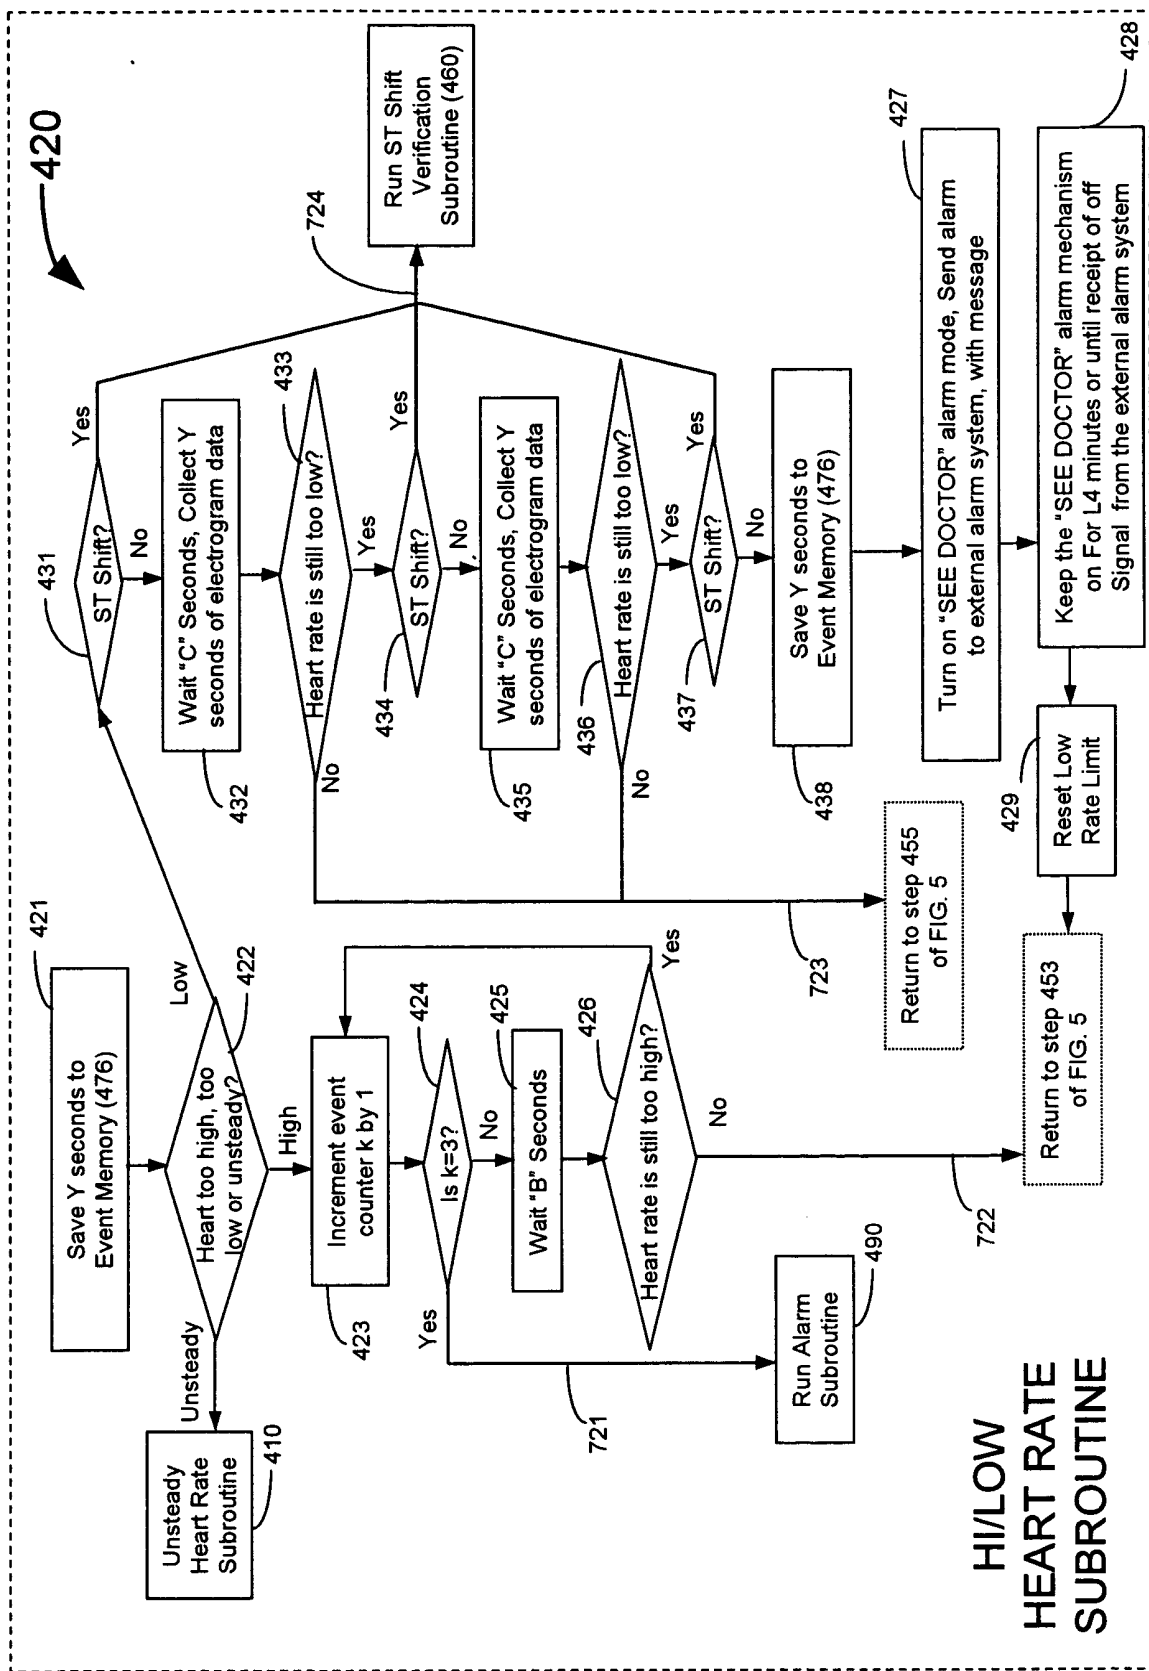 420
421
Save Y seconds to
Event Memory (476)
Heart too high, too
low or unsteady?
422
Unsteady
Low
High
Unsteady
Heart Rate
Subroutine
410
Increment event
counter k by 1
423
Is k=3?
424
Yes
No
Wait "B" Seconds
425
Heart rate is still too high?
426
Yes
No
721
Run Alarm
Subroutine
490
722
431
ST Shift?
Yes
No
Wait "C" Seconds, Collect Y
seconds of electrogram data
432
Heart rate is still too low?
433
No
Yes
ST Shift?
434
Yes
No
Wait "C" Seconds, Collect Y
seconds of electrogram data
435
Heart rate is still too low?
436
No
Yes
ST Shift?
437
Yes
No
Save Y seconds to
Event Memory (476)
438
724
Run ST Shift
Verification
Subroutine (460)
723
Return to step 455
of FIG. 5
Turn on "SEE DOCTOR" alarm mode, Send alarm
to external alarm system, with message
427
Keep the "SEE DOCTOR" alarm mechanism
on For L4 minutes or until receipt of off
Signal from the external alarm system
428
Reset Low
Rate Limit
429
Return to step 453
of FIG. 5
HI/LOW
HEART RATE
SUBROUTINE